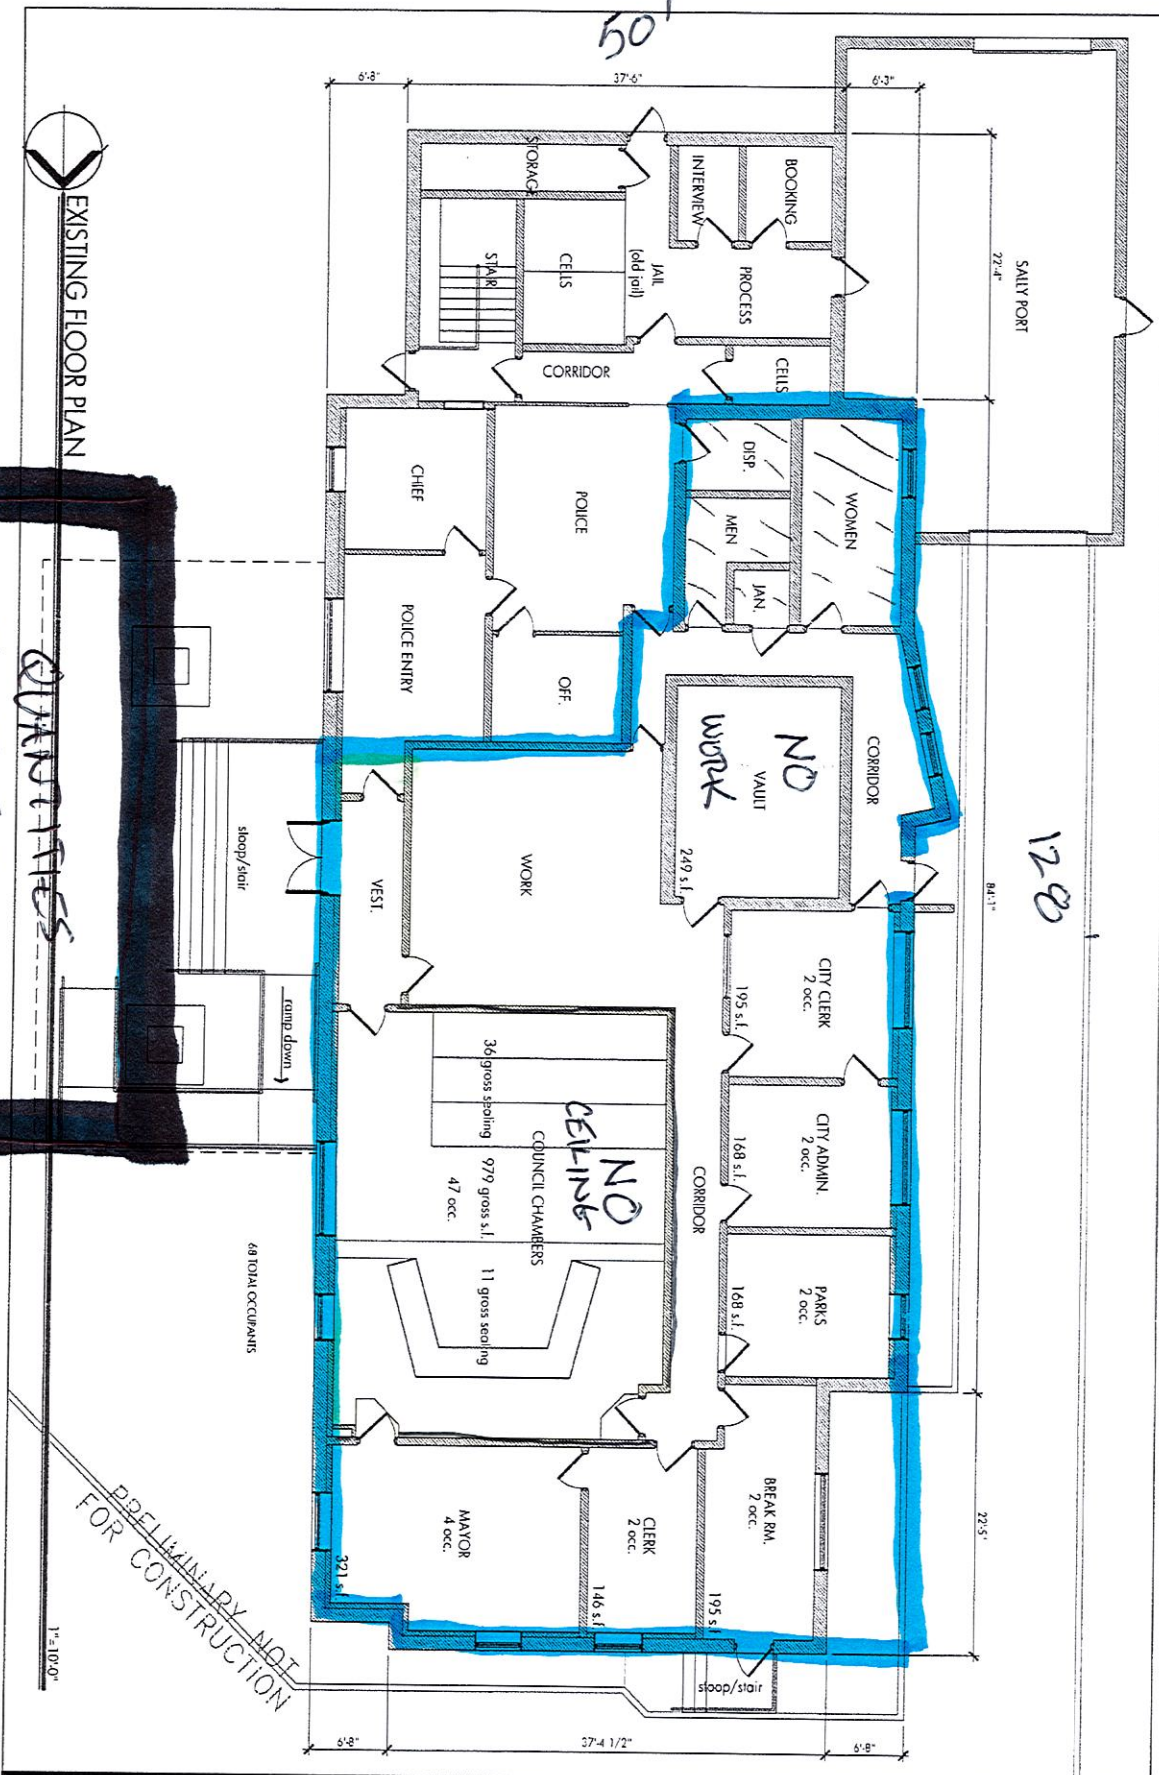 50'
6'-8"
37'-6"
6'-3"
SALLY PORT
22'-4"
STORAGE
INTERVIEW
BOOKING
STAIR
CELLS
JAIL
(old jail)
PROCESS
CORRIDOR
CELLS
CHIEF
POLICE
DISP.
MEN
WOMEN
JAN.
POLICE ENTRY
OFF.
NO
WORK
VAULT
249 s.f.
CORRIDOR
128'
84'-1"
stoop/stair
VEST.
WORK
CITY CLERK
2 occ.
195 s.f.
ramp down
36 gross seating
979 gross s.f.
47 occ.
COUNCIL CHAMBERS
NO
CEILING
11 gross seating
CORRIDOR
CITY ADMIN.
2 occ.
168 s.f.
PARKS
2 occ.
168 s.f.
68 TOTAL OCCUPANTS
MAYOR
4 occ.
321 s.f.
CLERK
2 occ.
146 s.f.
BREAK RM.
2 occ.
195 s.f.
22'-5"
stoop/stair
6'-8"
37'-4 1/2"
6'-8"
EXISTING FLOOR PLAN
1"=10'0"
QUANTITIES
PRELIMINARY NOT
FOR CONSTRUCTION